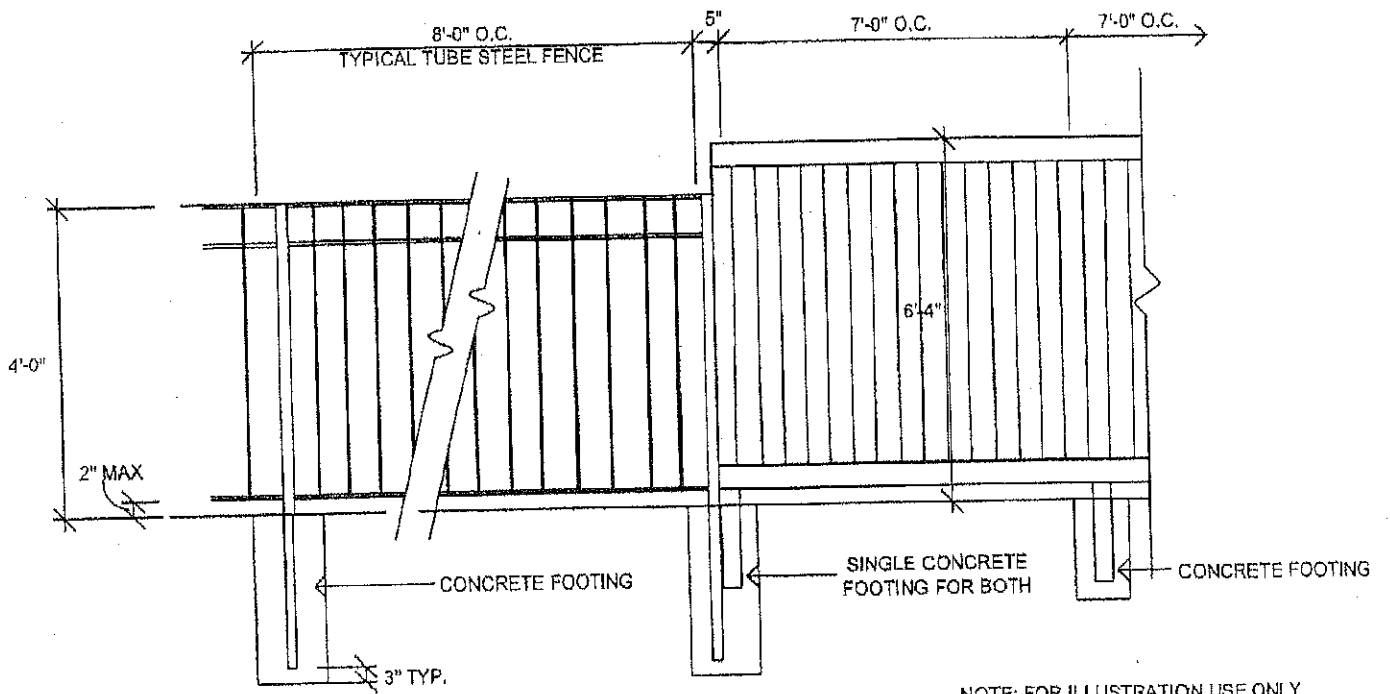 8'-0" O.C.
5"
7'-0" O.C.
7'-0" O.C.
TYPICAL TUBE STEEL FENCE
4'-0"
6'-4"
2" MAX
CONCRETE FOOTING
SINGLE CONCRETE
FOOTING FOR BOTH
CONCRETE FOOTING
3" TYP.
NOTE: FOR ILLUSTRATION USE ONLY